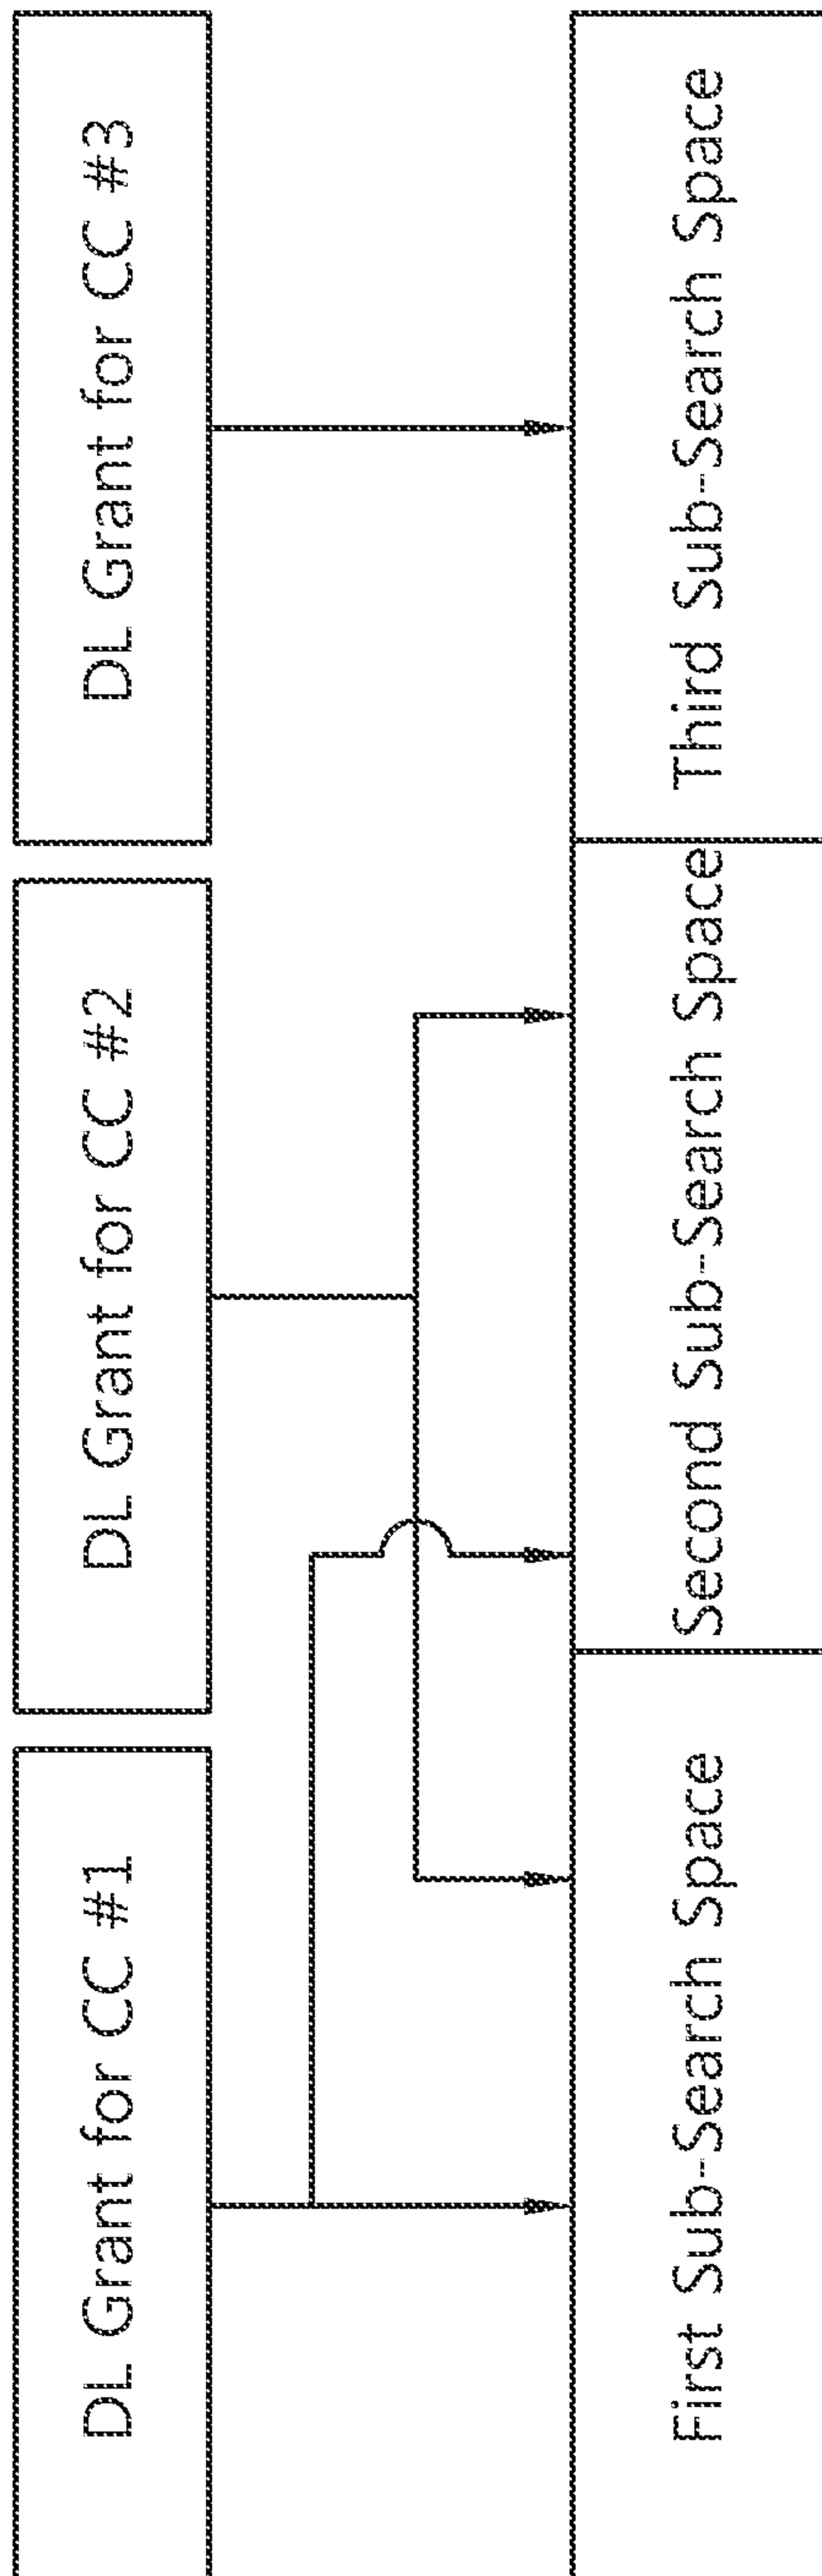 DL Grant for CC #1
DL Grant for CC #2
DL Grant for CC #3
First Sub-Search Space
Second Sub-Search Space
Third Sub-Search Space